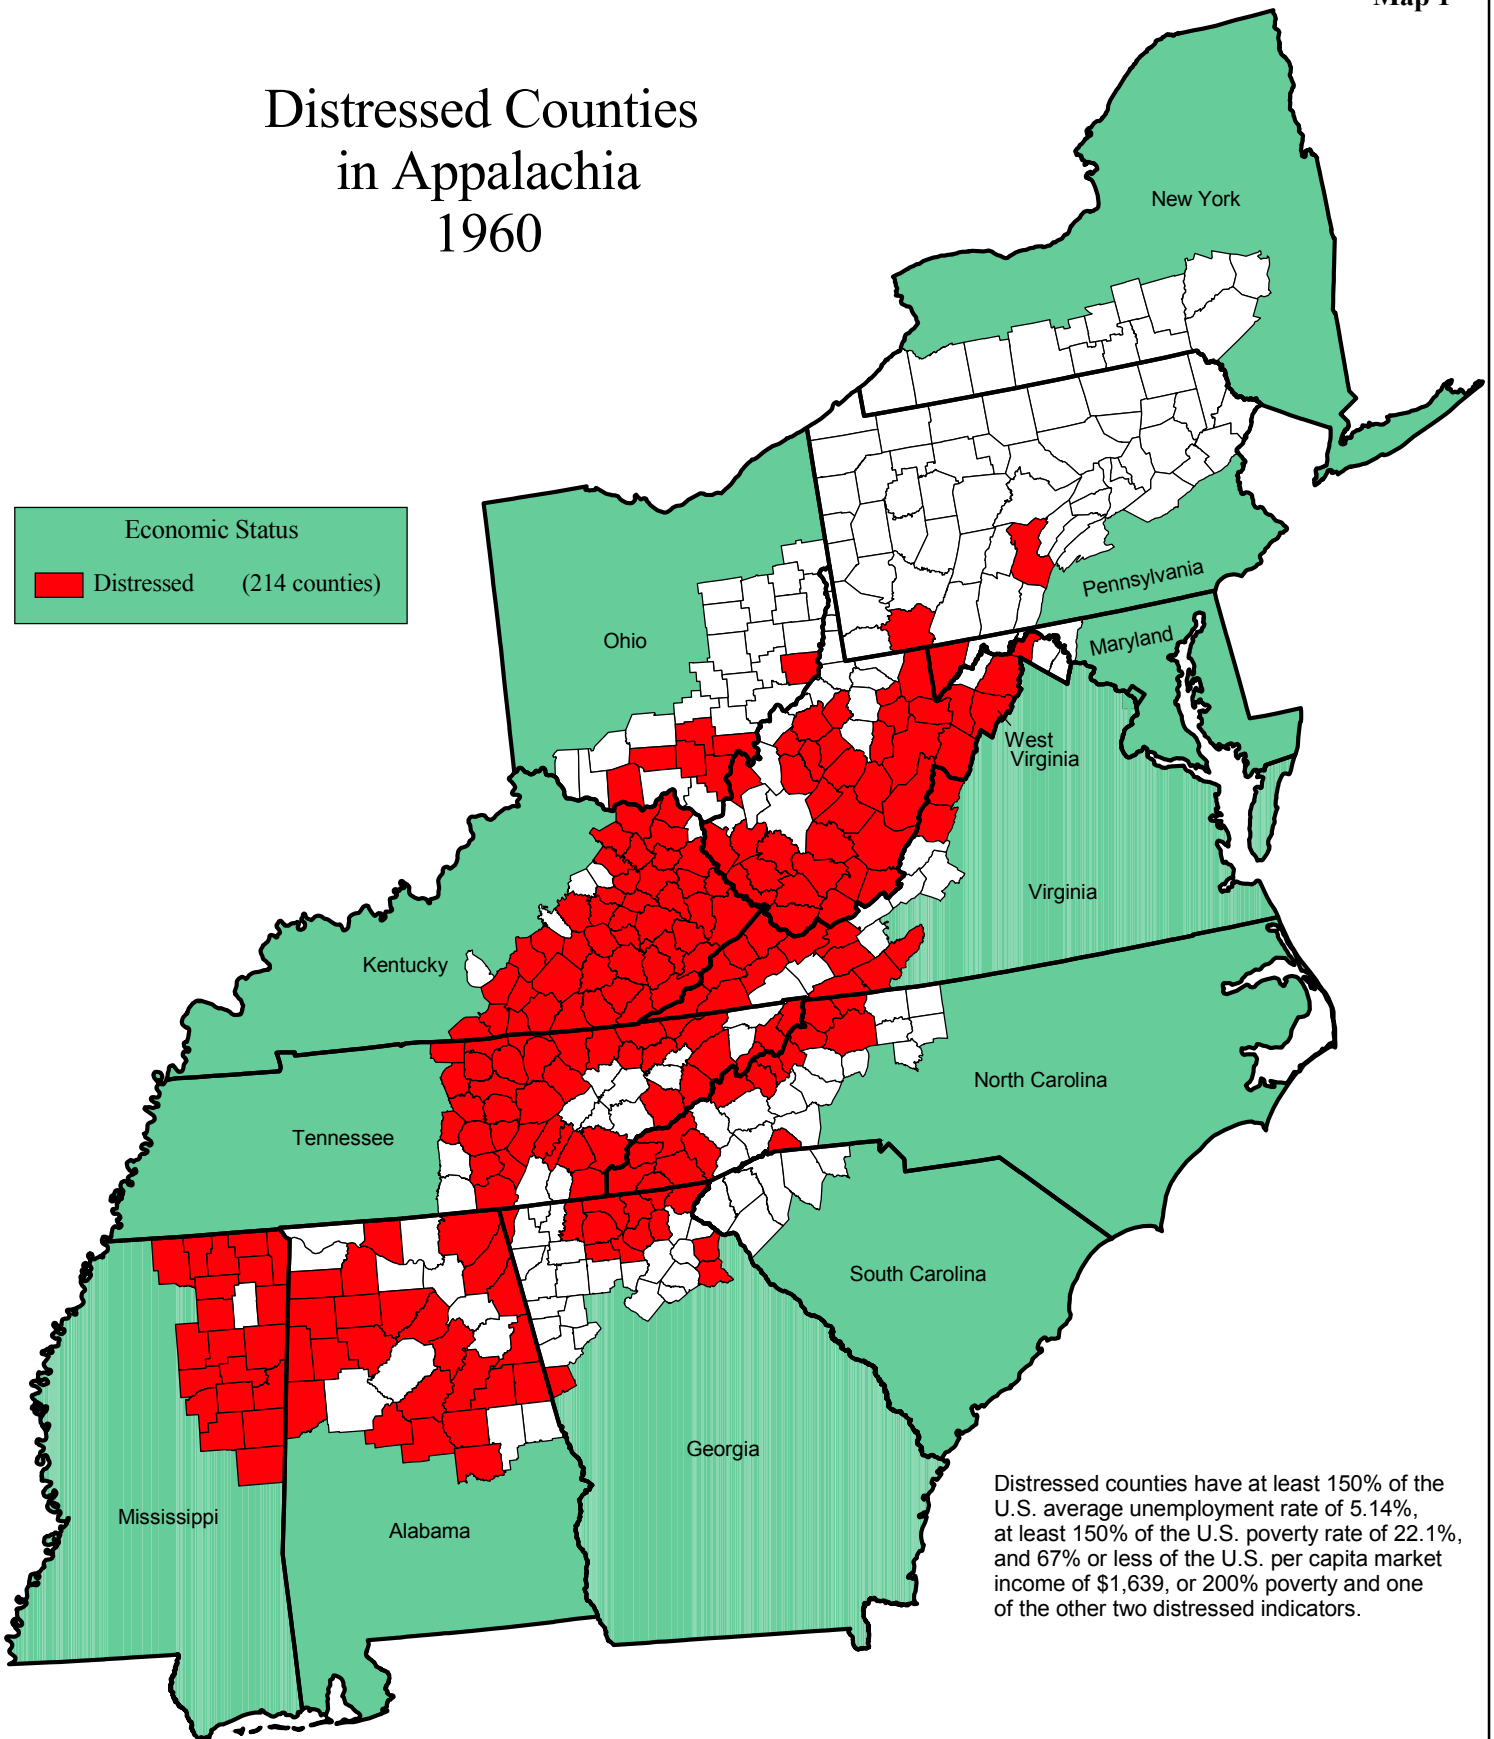 Map 1
Distressed Counties
in Appalachia
1960
New York
Economic Status
Distressed (214 counties)
Pennsylvania
Ohio
Maryland
West
Virginia
Virginia
Kentucky
North Carolina
Tennessee
South Carolina
Georgia
Mississippi
Alabama
Distressed counties have at least 150% of the
U.S. average unemployment rate of 5.14%,
at least 150% of the U.S. poverty rate of 22.1%,
and 67% or less of the U.S. per capita market
income of $1,639, or 200% poverty and one
of the other two distressed indicators.